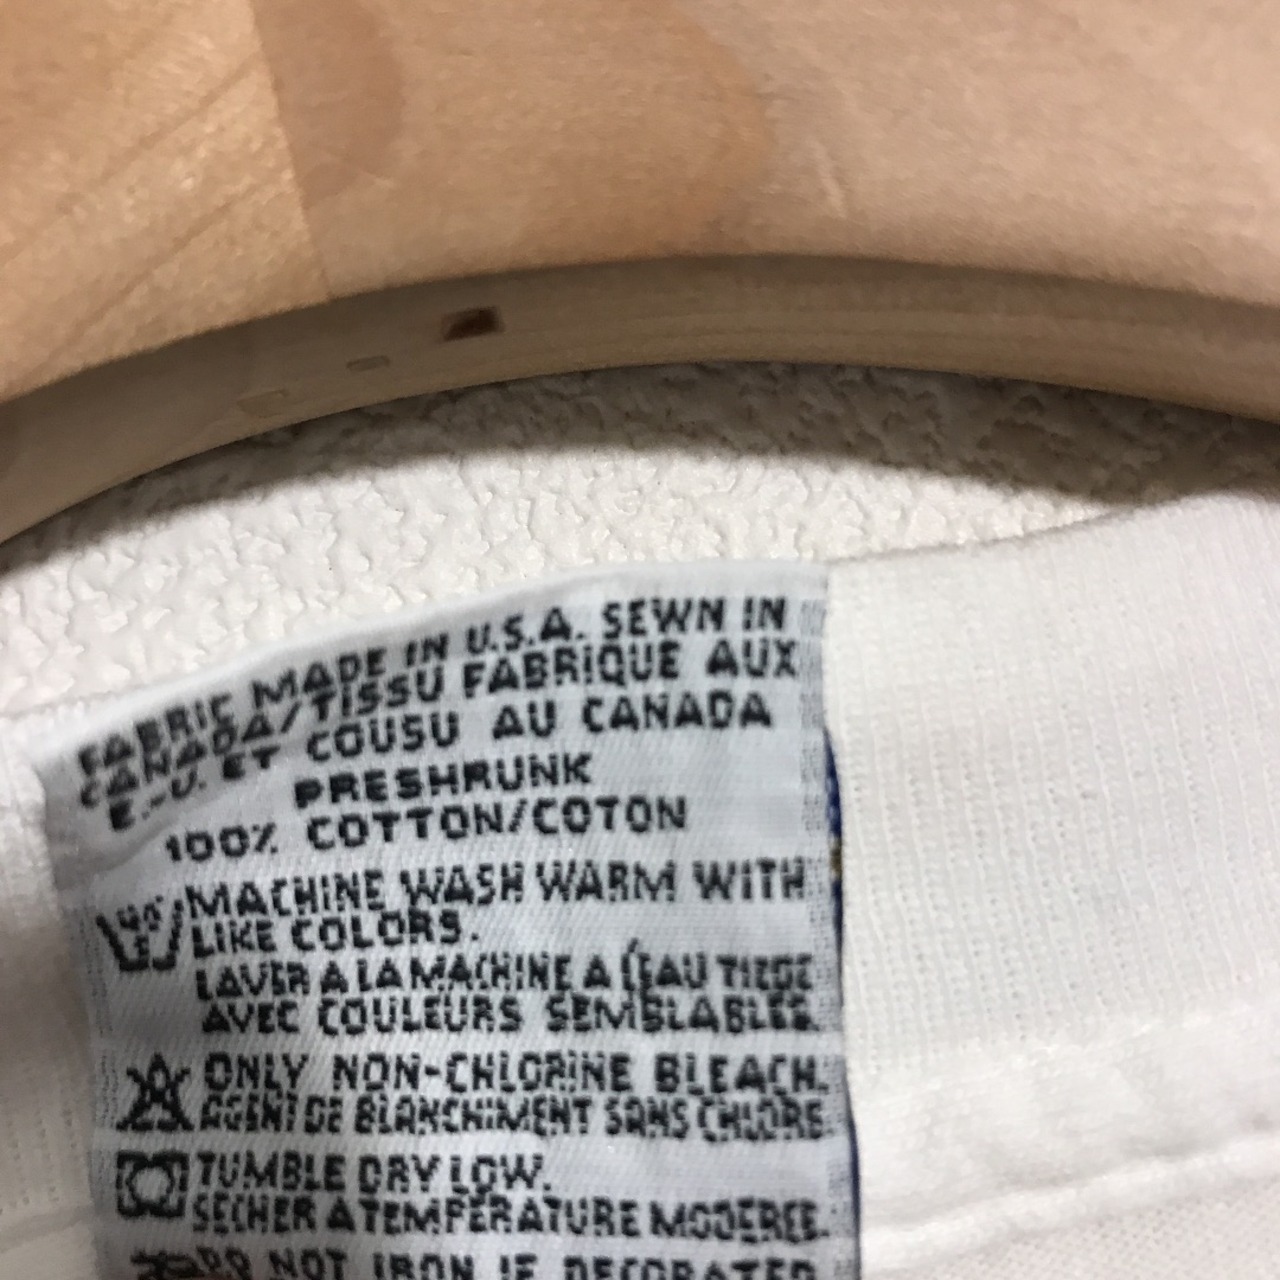 FABRIC MADE IN U.S.A. SEWN IN
CANADA/TISSU FABRIQUE AUX
E.-U. ET COUSU AU CANADA
PRESHRUNK
100% COTTON/COTON
MACHINE WASH WARM WITH
LIKE COLORS.
LAVER A LA MACHINE A L'EAU TIEDE
AVEC COULEURS SEMBLABLES.
ONLY NON-CHLORINE BLEACH.
AGENT DE BLANCHIMENT SANS CHLORE
TUMBLE DRY LOW.
SECHER A TEMPÉRATURE MODEREE.
DO NOT IRON IF DECORATED